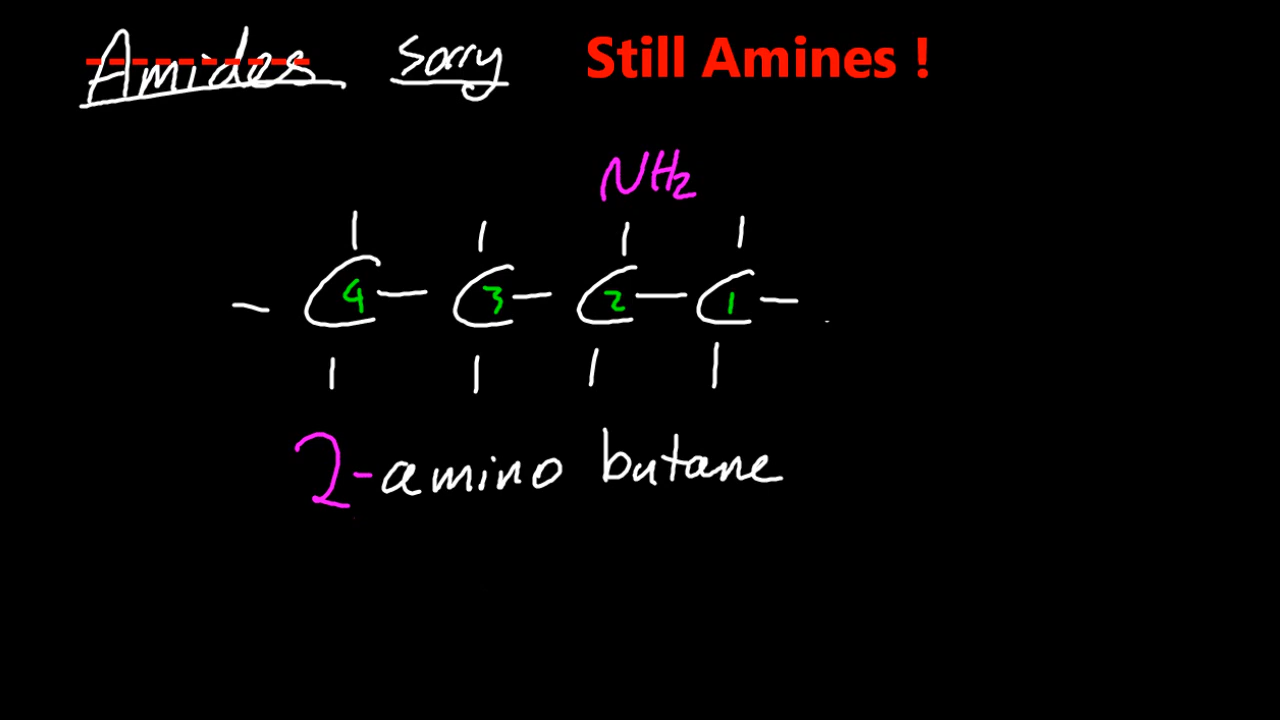 Amides sorry Still Amines !
NH2
C4 - C3 - C2 - C1 -
2-amino butane